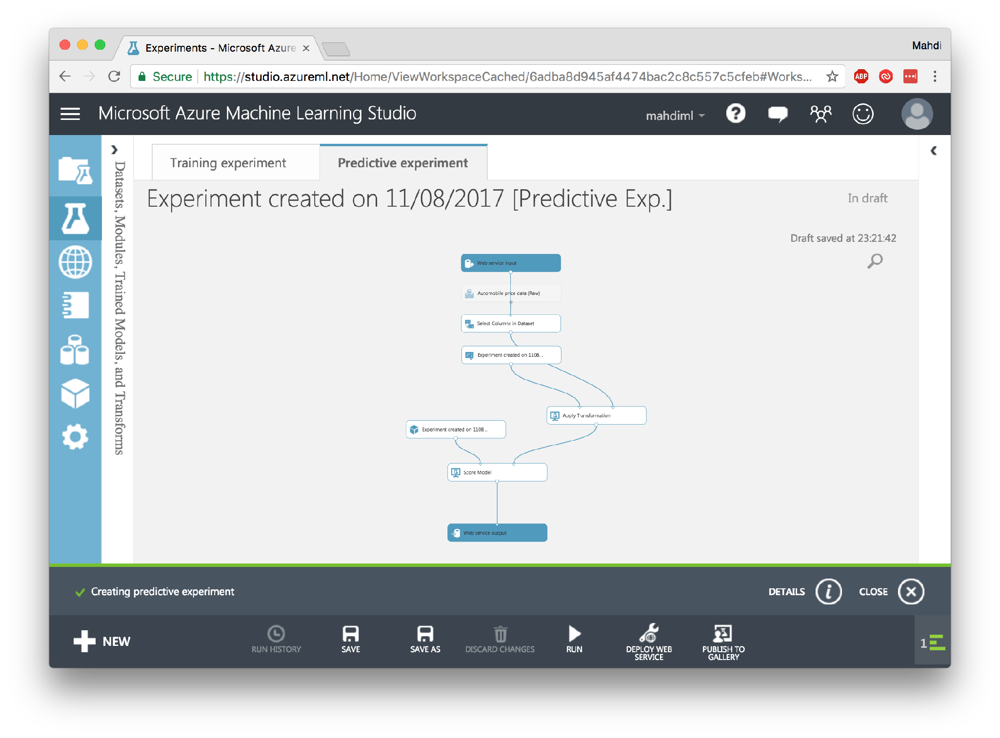 Experiments - Microsoft Azure
Mahdi
Secure
https://studio.azureml.net/Home/ViewWorkspaceCached/6adba8d945af4474bac2c8c557c5cfeb#Works...
ABP
Microsoft Azure Machine Learning Studio
mahdiml
Datasets, Modules, Trained Models, and Transforms
Training experiment
Predictive experiment
Experiment created on 11/08/2017 [Predictive Exp.]
In draft
Draft saved at 23:21:42
Web service input
Automobile price data (Raw)
Select Columns in Dataset
Experiment created on 1108...
Apply Transformation
Experiment created on 1108...
Score Model
Web service output
Creating predictive experiment
DETAILS
CLOSE
NEW
RUN HISTORY
SAVE
SAVE AS
DISCARD CHANGES
RUN
DEPLOY WEB
SERVICE
PUBLISH TO
GALLERY
1